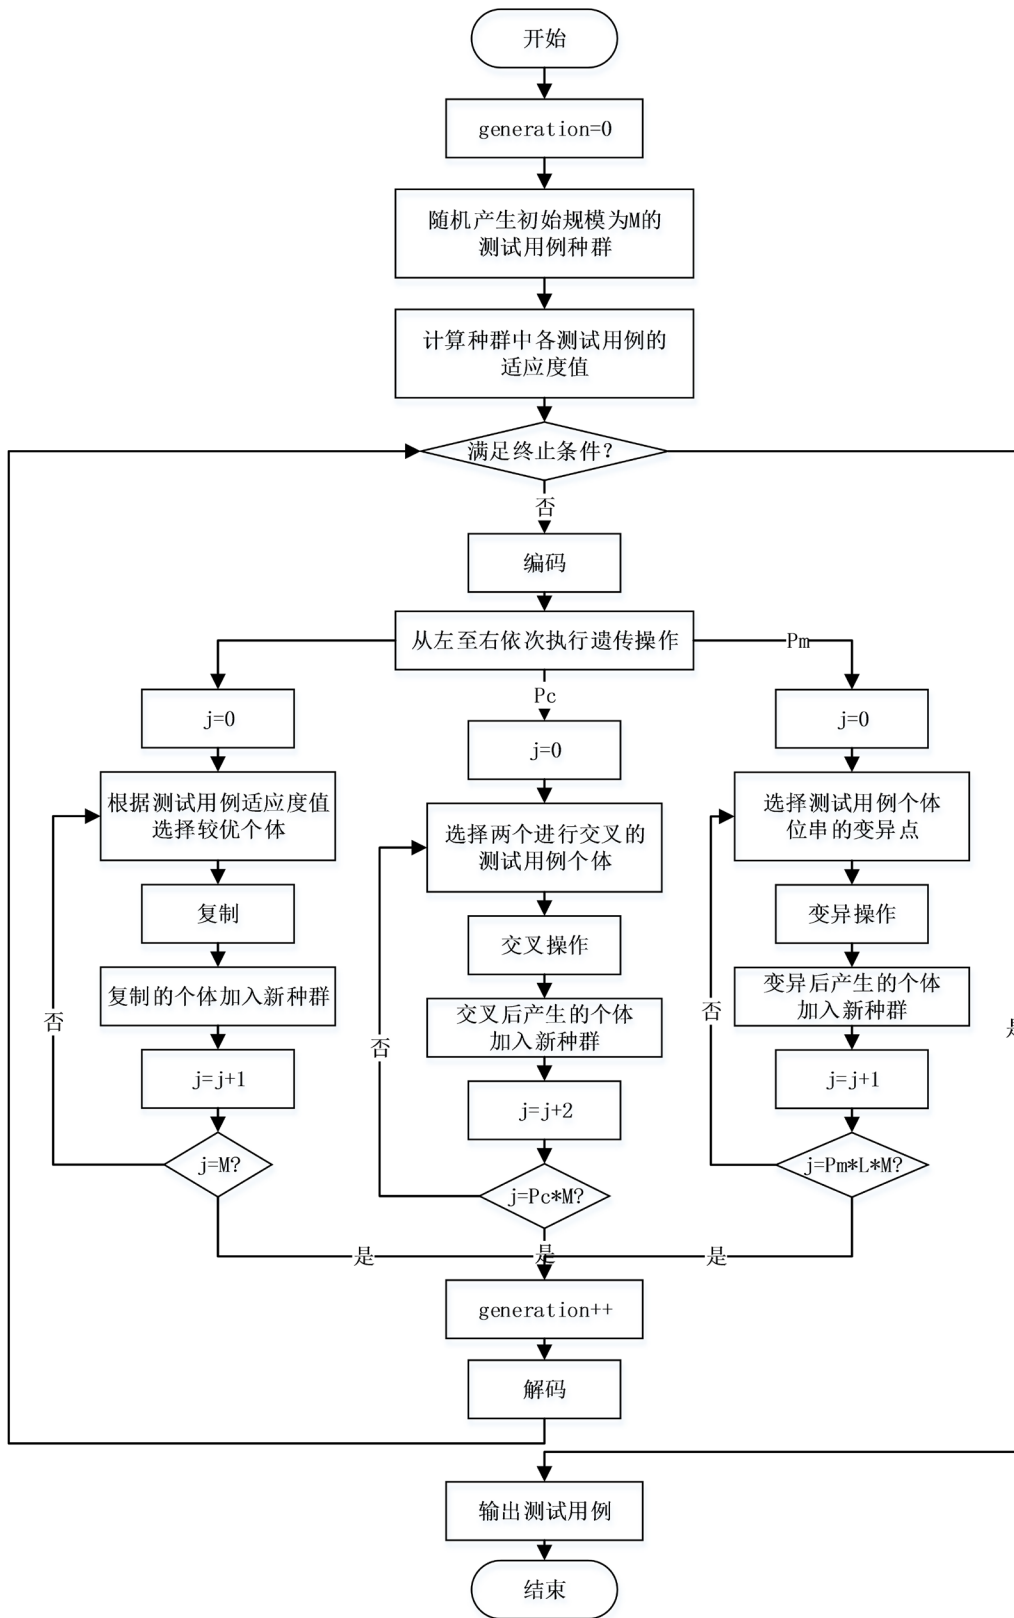 开始
generation=0
随机产生初始规模为M的
测试用例种群
计算种群中各测试用例的
适应度值
满足终止条件？
否
编码
从左至右依次执行遗传操作
Pm
Pc
j=0
根据测试用例适应度值
选择较优个体
复制
复制的个体加入新种群
j=j+1
j=M?
否
是
j=0
选择两个进行交叉的
测试用例个体
交叉操作
交叉后产生的个体
加入新种群
j=j+2
j=Pc*M?
否
是
j=0
选择测试用例个体
位串的变异点
变异操作
变异后产生的个体
加入新种群
j=j+1
j=Pm*L*M?
否
是
是
generation++
解码
输出测试用例
结束